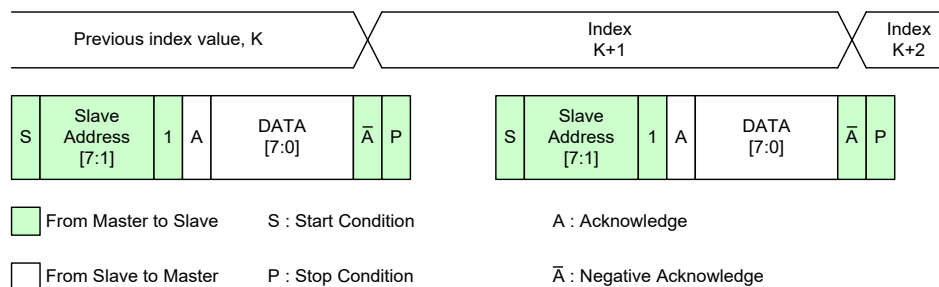 Previous index value, K
Index
K+1
Index
K+2
S
Slave
Address
[7:1]
1
A
DATA
[7:0]
A̅
P
S
Slave
Address
[7:1]
1
A
DATA
[7:0]
A̅
P
From Master to Slave
S : Start Condition
A : Acknowledge
From Slave to Master
P : Stop Condition
A̅ : Negative Acknowledge